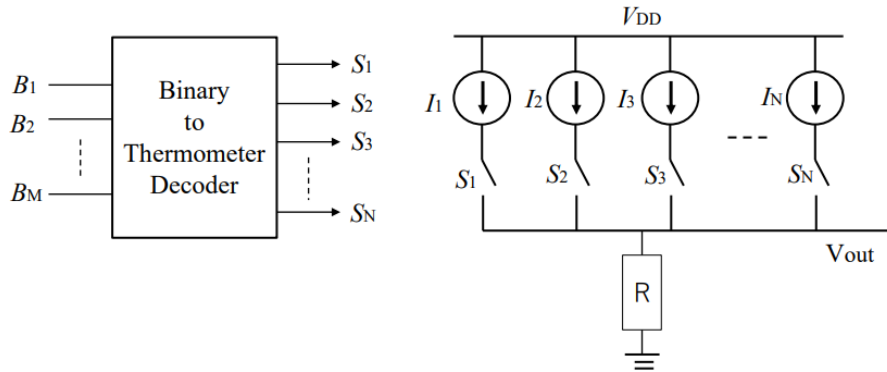 B1
B2
BM
Binary
to
Thermometer
Decoder
S1
S2
S3
SN
VDD
I1
I2
I3
IN
S1
S2
S3
SN
Vout
R